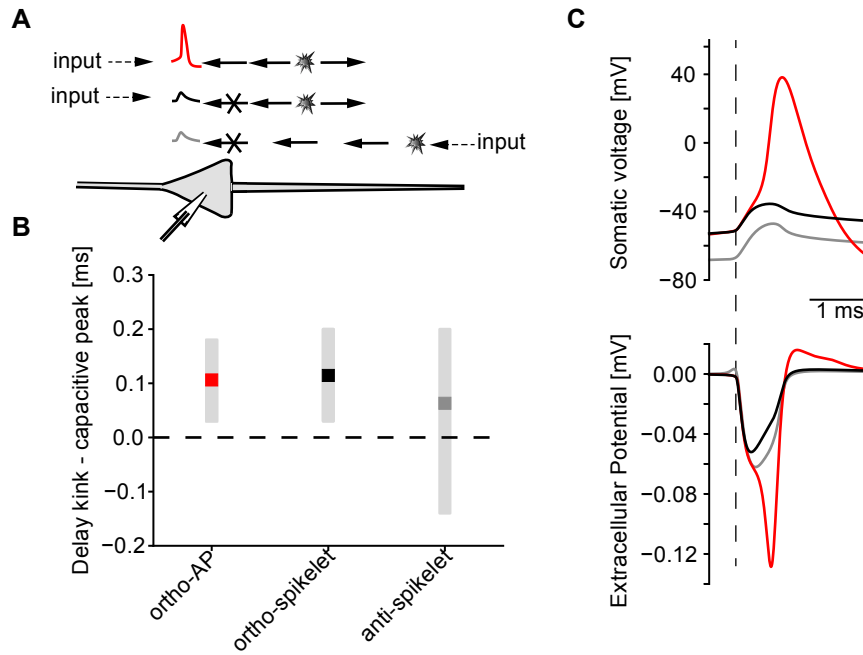 A
input
input
input
B
Delay kink - capacitive peak [ms]
0.3
0.2
0.1
0.0
−0.1
−0.2
ortho-AP
ortho-spikelet
anti-spikelet
C
Somatic voltage [mV]
40
0
−40
−80
1 ms
Extracellular Potential [mV]
0.00
−0.04
−0.08
−0.12